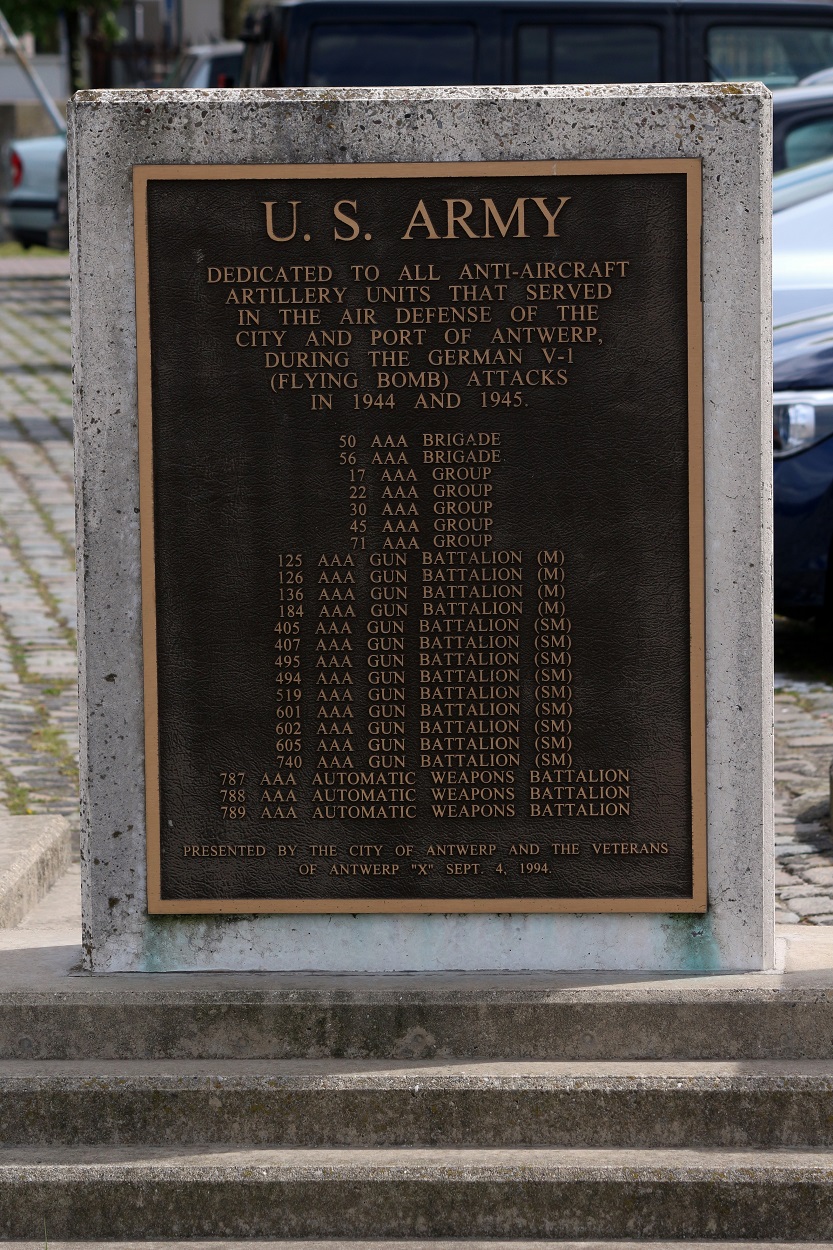 U. S. ARMY
DEDICATED TO ALL ANTI-AIRCRAFT
ARTILLERY UNITS THAT SERVED
IN THE AIR DEFENSE OF THE
CITY AND PORT OF ANTWERP,
DURING THE GERMAN V-1
(FLYING BOMB) ATTACKS
IN 1944 AND 1945.
50 AAA BRIGADE
56 AAA BRIGADE
17 AAA GROUP
22 AAA GROUP
30 AAA GROUP
45 AAA GROUP
71 AAA GROUP
125 AAA GUN BATTALION (M)
126 AAA GUN BATTALION (M)
136 AAA GUN BATTALION (M)
184 AAA GUN BATTALION (M)
405 AAA GUN BATTALION (SM)
407 AAA GUN BATTALION (SM)
495 AAA GUN BATTALION (SM)
494 AAA GUN BATTALION (SM)
519 AAA GUN BATTALION (SM)
601 AAA GUN BATTALION (SM)
602 AAA GUN BATTALION (SM)
605 AAA GUN BATTALION (SM)
740 AAA GUN BATTALION (SM)
787 AAA AUTOMATIC WEAPONS BATTALION
788 AAA AUTOMATIC WEAPONS BATTALION
789 AAA AUTOMATIC WEAPONS BATTALION
PRESENTED BY THE CITY OF ANTWERP AND THE VETERANS
OF ANTWERP "X" SEPT. 4, 1994.